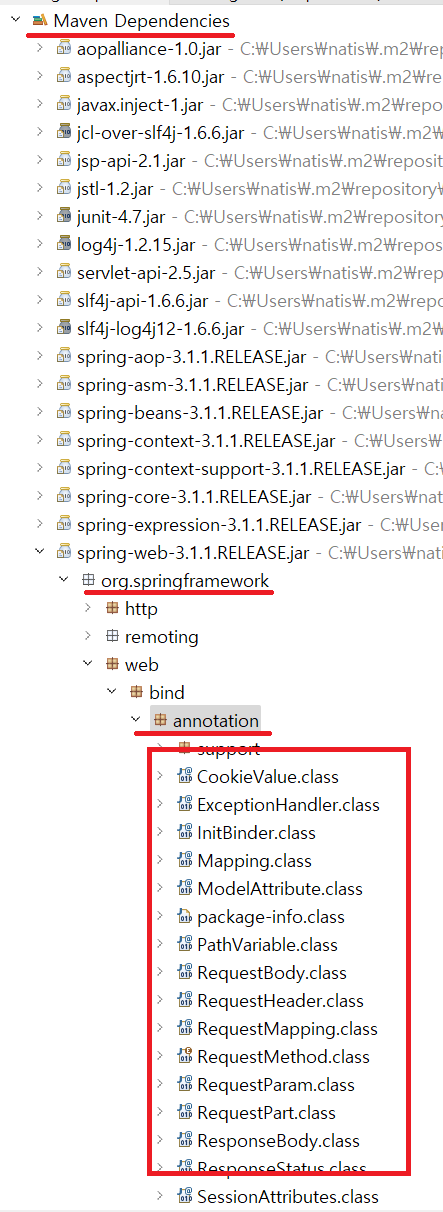 Maven Dependencies
aopalliance-1.0.jar - C:₩Users₩natis₩.m2₩reposito
aspectjrt-1.6.10.jar - C:₩Users₩natis₩.m2₩reposit
javax.inject-1.jar - C:₩Users₩natis₩.m2₩repository
jcl-over-slf4j-1.6.6.jar - C:₩Users₩natis₩.m2₩rep
jsp-api-2.1.jar - C:₩Users₩natis₩.m2₩repository
jstl-1.2.jar - C:₩Users₩natis₩.m2₩repository₩
junit-4.7.jar - C:₩Users₩natis₩.m2₩repository
log4j-1.2.15.jar - C:₩Users₩natis₩.m2₩repos
servlet-api-2.5.jar - C:₩Users₩natis₩.m2₩rep
slf4j-api-1.6.6.jar - C:₩Users₩natis₩.m2₩repo
slf4j-log4j12-1.6.6.jar - C:₩Users₩natis₩.m2₩r
spring-aop-3.1.1.RELEASE.jar - C:₩Users₩nati
spring-asm-3.1.1.RELEASE.jar - C:₩Users₩nati
spring-beans-3.1.1.RELEASE.jar - C:₩Users₩na
spring-context-3.1.1.RELEASE.jar - C:₩Users₩
spring-context-support-3.1.1.RELEASE.jar - C:
spring-core-3.1.1.RELEASE.jar - C:₩Users₩nat
spring-expression-3.1.1.RELEASE.jar - C:₩User
spring-web-3.1.1.RELEASE.jar - C:₩Users₩nati
org.springframework
http
remoting
web
bind
annotation
support
CookieValue.class
ExceptionHandler.class
InitBinder.class
Mapping.class
ModelAttribute.class
package-info.class
PathVariable.class
RequestBody.class
RequestHeader.class
RequestMapping.class
RequestMethod.class
RequestParam.class
RequestPart.class
ResponseBody.class
ResponseStatus.class
SessionAttributes.class